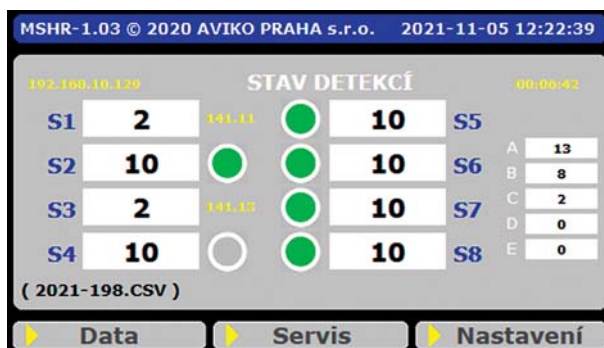 MSHR-1.03 © 2020 AVIKO PRAHA s.r.o. 2021-11-05 12:22:39
192.168.10.129 STAV DETEKCÍ 00:06:42
S1 2 141.11 10 S5
S2 10 10 S6
S3 2 141.15 10 S7
S4 10 10 S8
A 13
B 8
C 2
D 0
E 0
( 2021-198.CSV )
Data Servis Nastavení